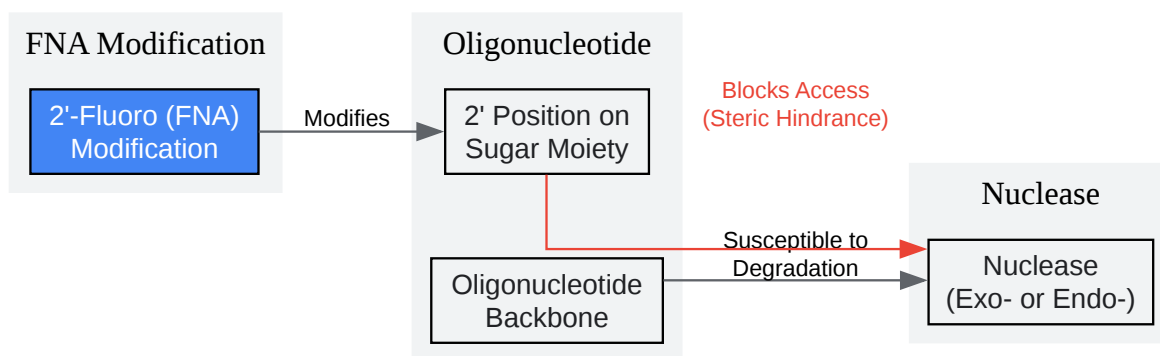 FNA Modification
2'-Fluoro (FNA)
Modification
Modifies
Oligonucleotide
2' Position on
Sugar Moiety
Oligonucleotide
Backbone
Blocks Access
(Steric Hindrance)
Susceptible to
Degradation
Nuclease
Nuclease
(Exo- or Endo-)